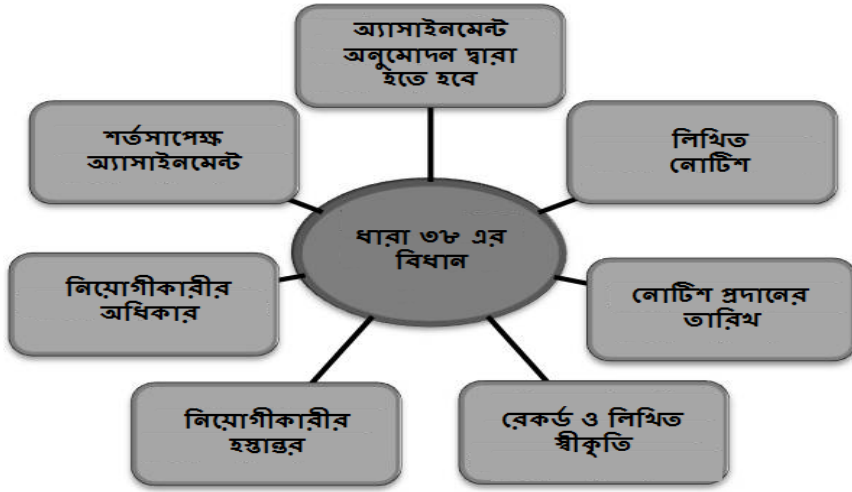 অ্যাসাইনমেন্ট
অনুমোদন দ্বারা
হতে হবে
শর্তসাপেক্ষ
অ্যাসাইনমেন্ট
লিখিত
নোটিশ
ধারা ৩৮ এর
বিধান
নিয়োগীকারীর
অধিকার
নোটিশ প্রদানের
তারিখ
নিয়োগীকারীর
হস্তান্তর
রেকর্ড ও লিখিত
স্বীকৃতি